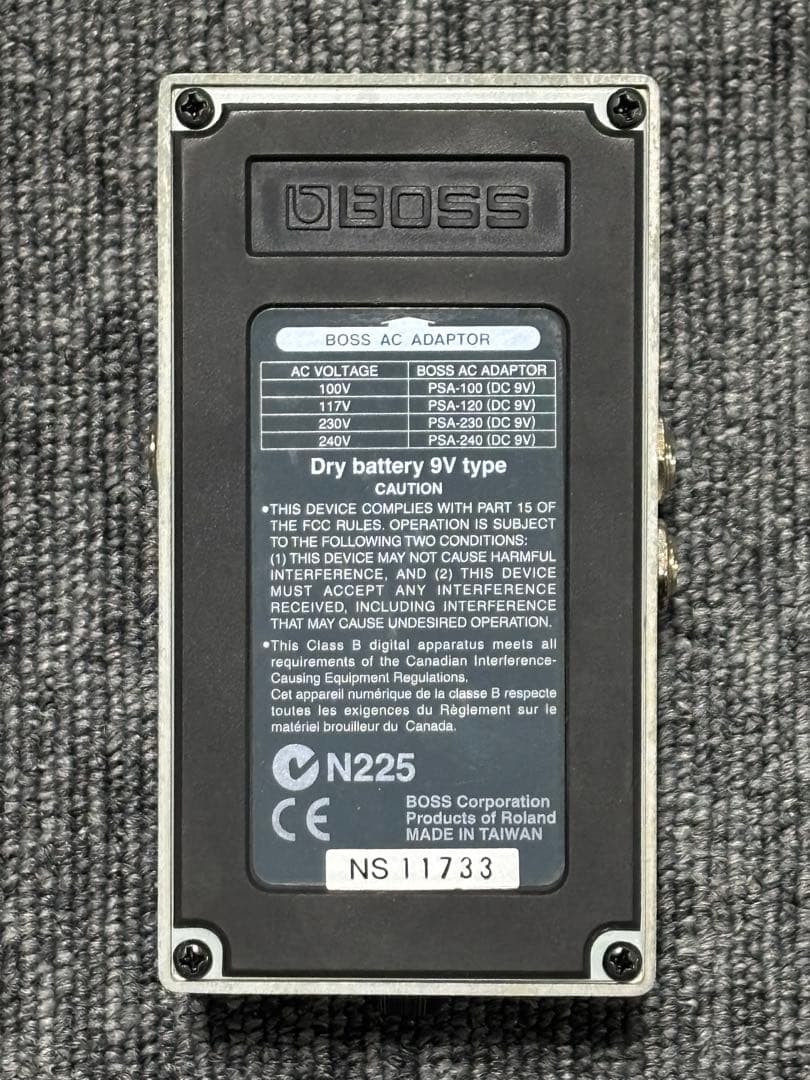 BOSS
BOSS AC ADAPTOR
AC VOLTAGE BOSS AC ADAPTOR
100V PSA-100 (DC 9V)
117V PSA-120 (DC 9V)
230V PSA-230 (DC 9V)
240V PSA-240 (DC 9V)
Dry battery 9V type
CAUTION
•THIS DEVICE COMPLIES WITH PART 15 OF
THE FCC RULES. OPERATION IS SUBJECT
TO THE FOLLOWING TWO CONDITIONS:
(1) THIS DEVICE MAY NOT CAUSE HARMFUL
INTERFERENCE, AND (2) THIS DEVICE
MUST ACCEPT ANY INTERFERENCE
RECEIVED, INCLUDING INTERFERENCE
THAT MAY CAUSE UNDESIRED OPERATION.
•This Class B digital apparatus meets all
requirements of the Canadian Interference-
Causing Equipment Regulations.
Cet appareil numérique de la classe B respecte
toutes les exigences du Règlement sur le
matériel brouilleur du Canada.
N225
CE
BOSS Corporation
Products of Roland
MADE IN TAIWAN
NS 11733